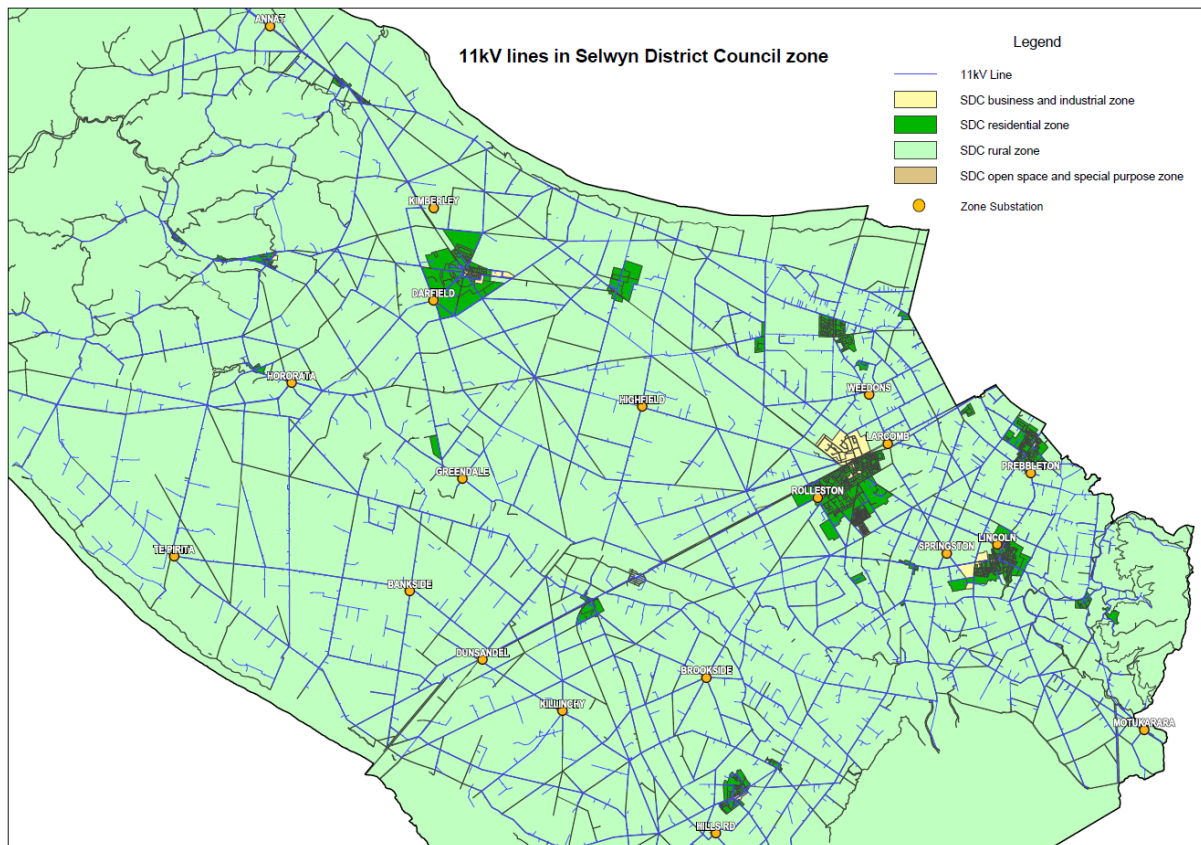 ANNAT
11kV lines in Selwyn District Council zone
Legend
11kV Line
SDC business and industrial zone
SDC residential zone
SDC rural zone
SDC open space and special purpose zone
Zone Substation
KIMBERLEY
DARFIELD
HORORATA
HIGHFIELD
WEEDONS
LARCOMB
PREBBLETON
GREENDALE
ROLLESTON
LINCOLN
SPRINGSTON
TE PIRITA
BANKSIDE
DUNSANDEL
BROOKSIDE
KILLINCHY
MOTUKARARA
MILLS RD